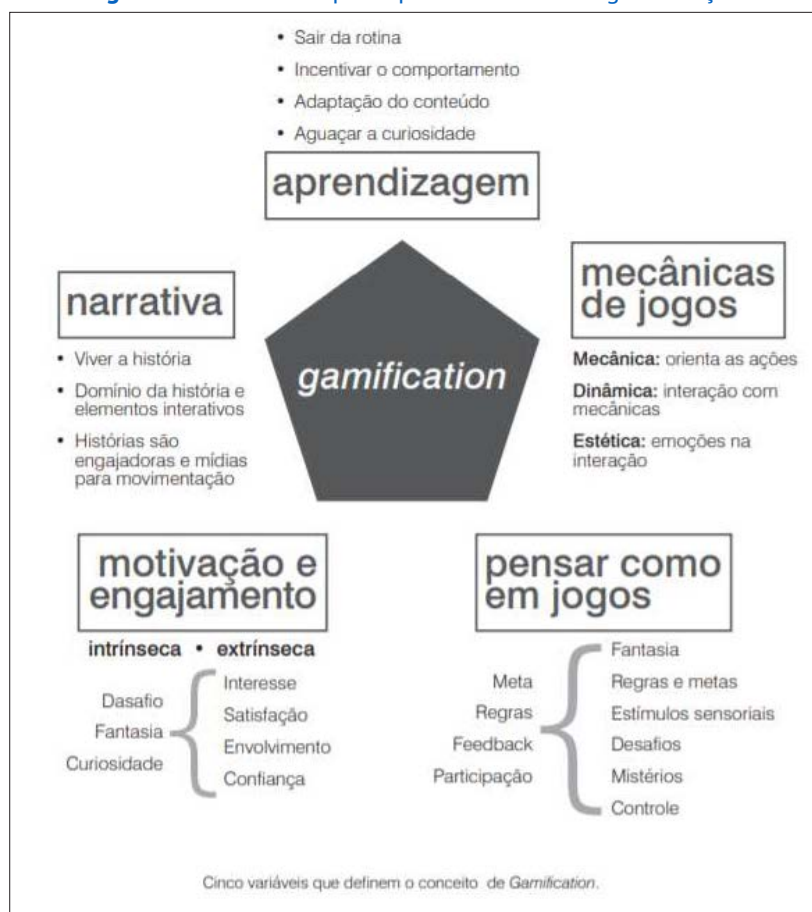 • Sair da rotina
• Incentivar o comportamento
• Adaptação do conteúdo
• Aguaçar a curiosidade
aprendizagem
narrativa
• Viver a história
• Domínio da história e
elementos interativos
• Histórias são
engajadoras e mídias
para movimentação
gamification
mecânicas
de jogos
Mecânica: orienta as ações
Dinâmica: interação com
mecânicas
Estética: emoções na
interação
motivação e
engajamento
intrínseca • extrínseca
Dasafio
Fantasia
Curiosidade
Interesse
Satisfação
Envolvimento
Confiança
pensar como
em jogos
Meta
Regras
Feedback
Participação
Fantasia
Regras e metas
Estímulos sensoriais
Desafios
Mistérios
Controle
Cinco variáveis que definem o conceito de Gamification.